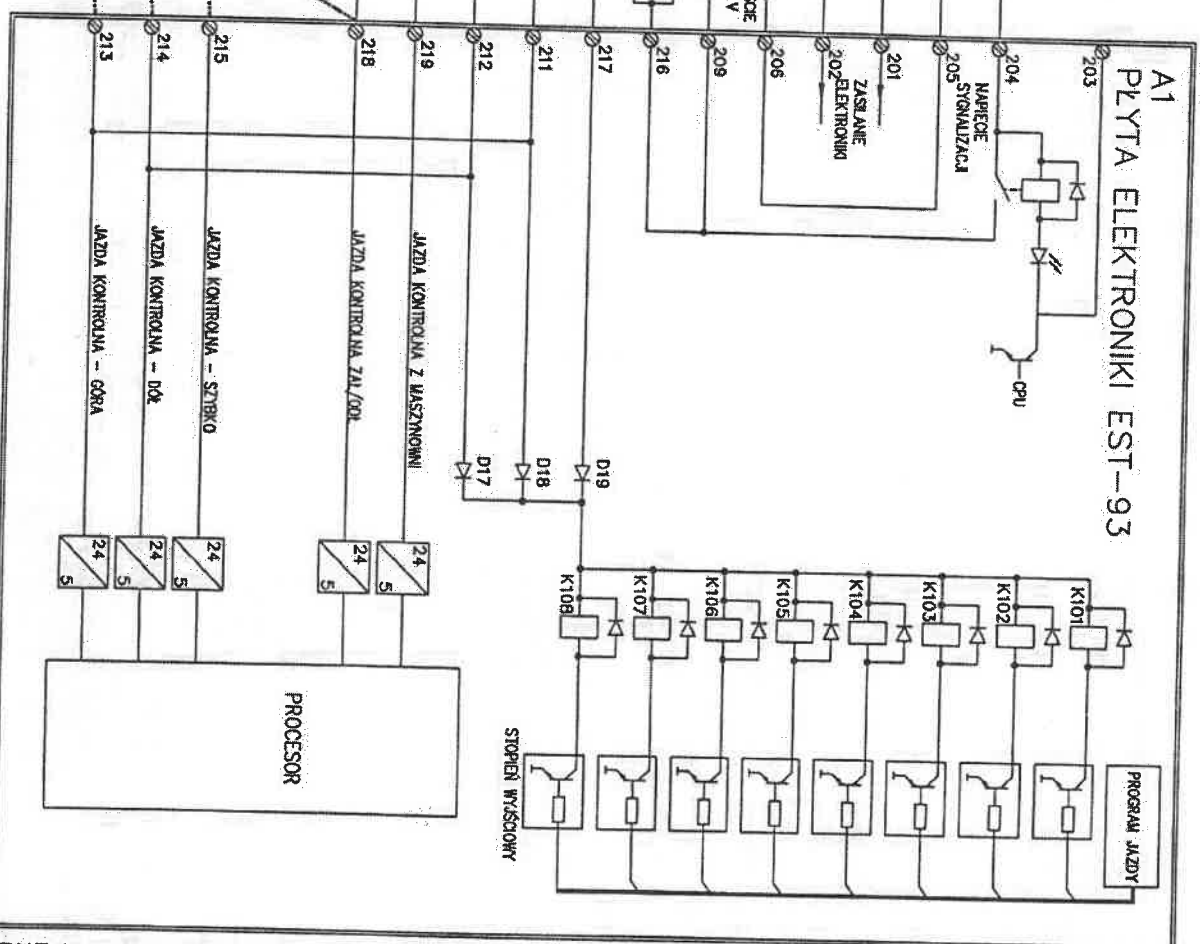 A1
PŁYTA ELEKTRONIKI EST-93
203
204
205
201
202
206
209
216
217
211
212
219
218
215
214
213
NAPIĘCIE
SYGNALIZACJI
ZASILANIE
ELEKTRONIKI
V
CPU
D19
D18
D17
JAZDA KONTROLNA Z MASZYNOWNI
JAZDA KONTROLNA ZAŁ/ODŁ
JAZDA KONTROLNA - SZYBKO
JAZDA KONTROLNA - DÓŁ
JAZDA KONTROLNA - GÓRA
K101
K102
K103
K104
K105
K106
K107
K108
24
5
24
5
24
5
24
5
24
5
PROGRAM JAZDY
STOPIEŃ WYJŚCIOWY
PROCESOR